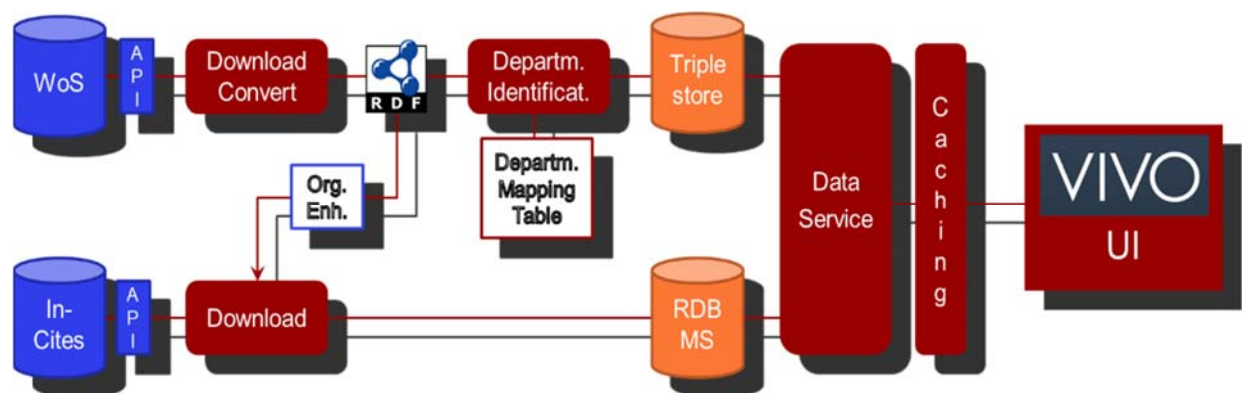 WoS
A
P
I
Download
Convert
R D F
Departm.
Identificat.
Triple
store
Departm.
Mapping
Table
Org.
Enh.
In-
Cites
A
P
I
Download
RDB
MS
Data
Service
C
a
c
h
i
n
g
VIVO
UI